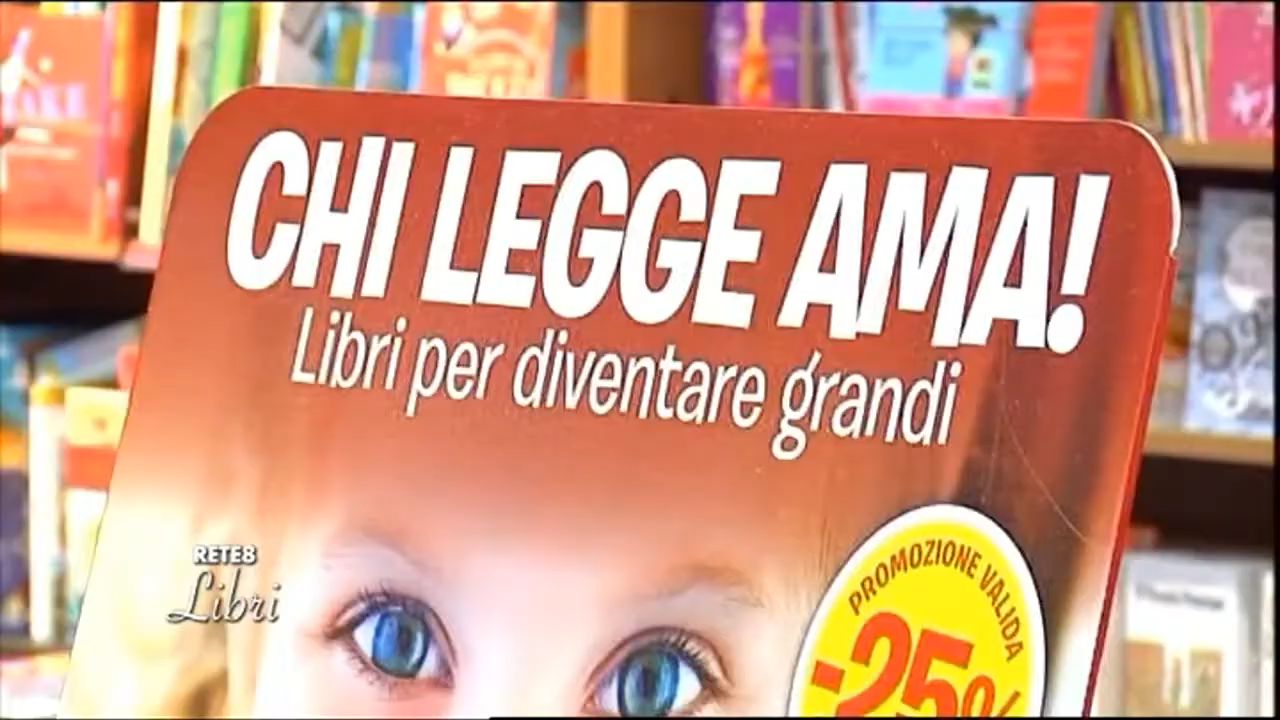 CHI LEGGE AMA!
Libri per diventare grandi
PROMOZIONE VALIDA
-25%
RETE8
Libri